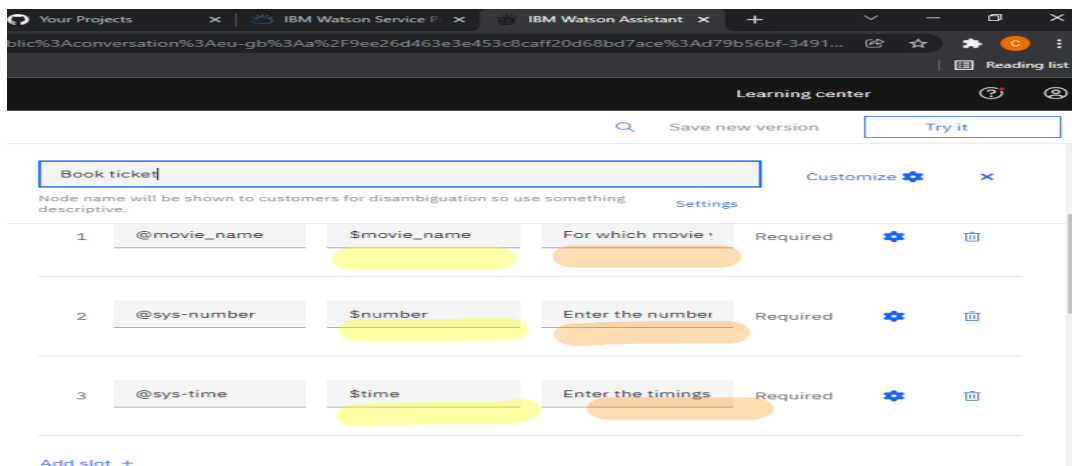 Your Projects × IBM Watson Service P × IBM Watson Assistant × +
blic%3Aconversation%3Aeu-gb%3Aa%2F9ee26d463e3e453c8caff20d68bd7ace%3Ad79b56bf-3491... C
Reading list
Learning center
Save new version Try it
Book ticket Customize ×
Node name will be shown to customers for disambiguation so use something
descriptive. Settings
1 @movie_name $movie_name For which movie Required
2 @sys-number $number Enter the number Required
3 @sys-time $time Enter the timings Required
Add slot +